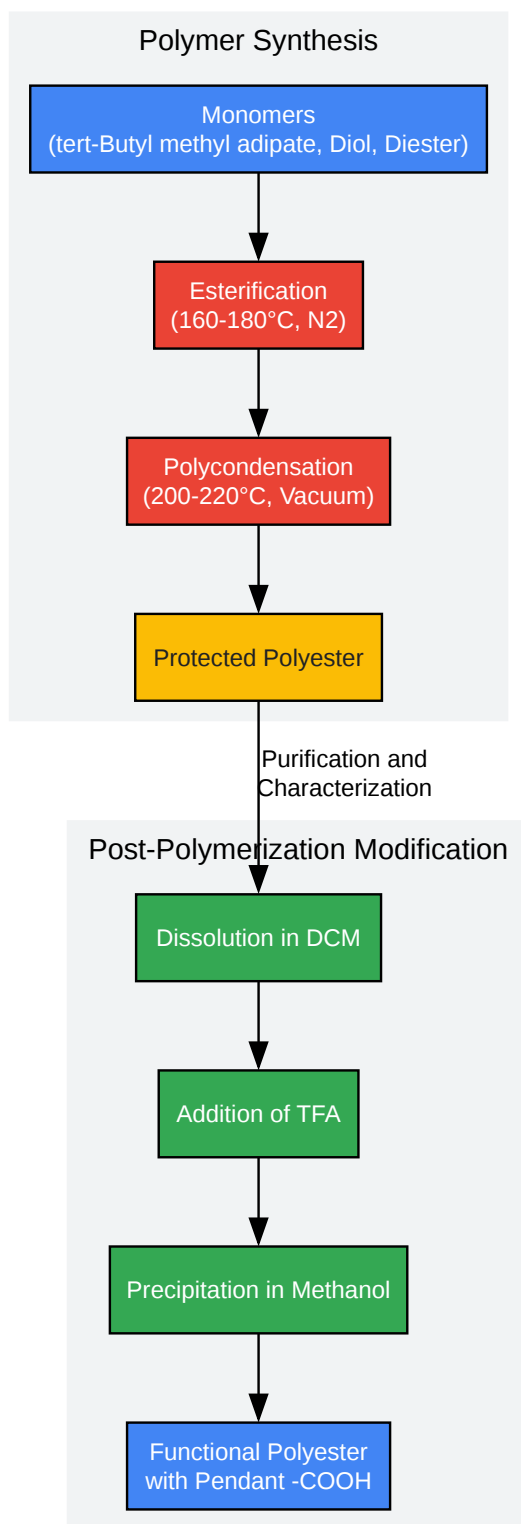 Polymer Synthesis
Monomers
(tert-Butyl methyl adipate, Diol, Diester)
Esterification
(160-180°C, N2)
Polycondensation
(200-220°C, Vacuum)
Protected Polyester
Purification and
Characterization
Post-Polymerization Modification
Dissolution in DCM
Addition of TFA
Precipitation in Methanol
Functional Polyester
with Pendant -COOH